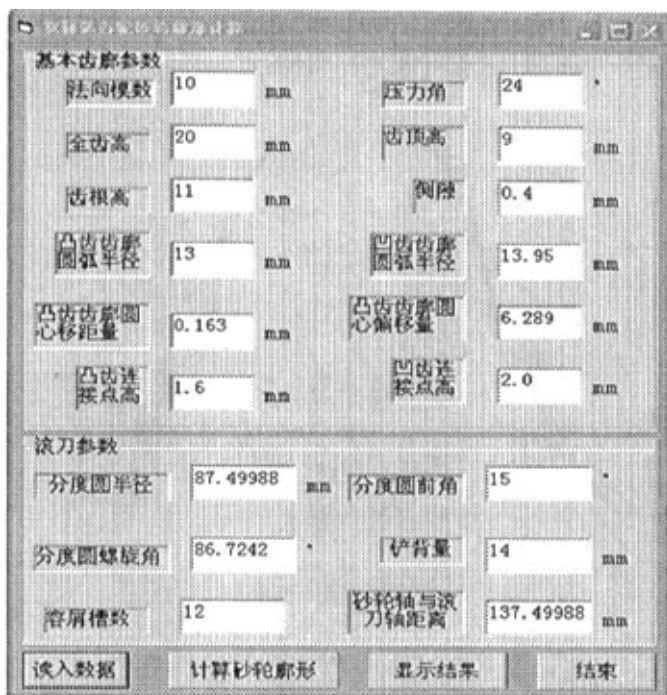 基本齿廓参数
法向模数 10 mm 压力角 24 °
全齿高 20 mm 齿顶高 9 mm
齿根高 11 mm 侧隙 0.4 mm
凸齿齿廓
圆弧半径 13 mm
凹齿齿廓
圆弧半径 13.95 mm
凸齿齿廓圆
心移距量 0.163 mm
凸齿齿廓圆
心偏移量 6.289 mm
凸齿连
接点高 1.6 mm
凹齿连
接点高 2.0 mm
滚刀参数
分度圆半径 87.49988 mm 分度圆前角 15 °
分度圆螺旋角 86.7242 ° 铲背量 14 mm
容屑槽数 12
砂轮轴与滚
刀轴距离 137.49988 mm
读入数据 计算砂轮廓形 显示结果 结束